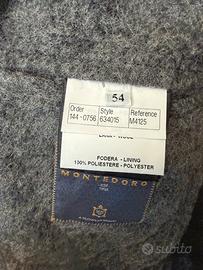 54
Order Style Reference
144-0756 634015 M4125
FODERA - LINING
100% POLIESTERE - POLYESTER
MONTEDORO
subito